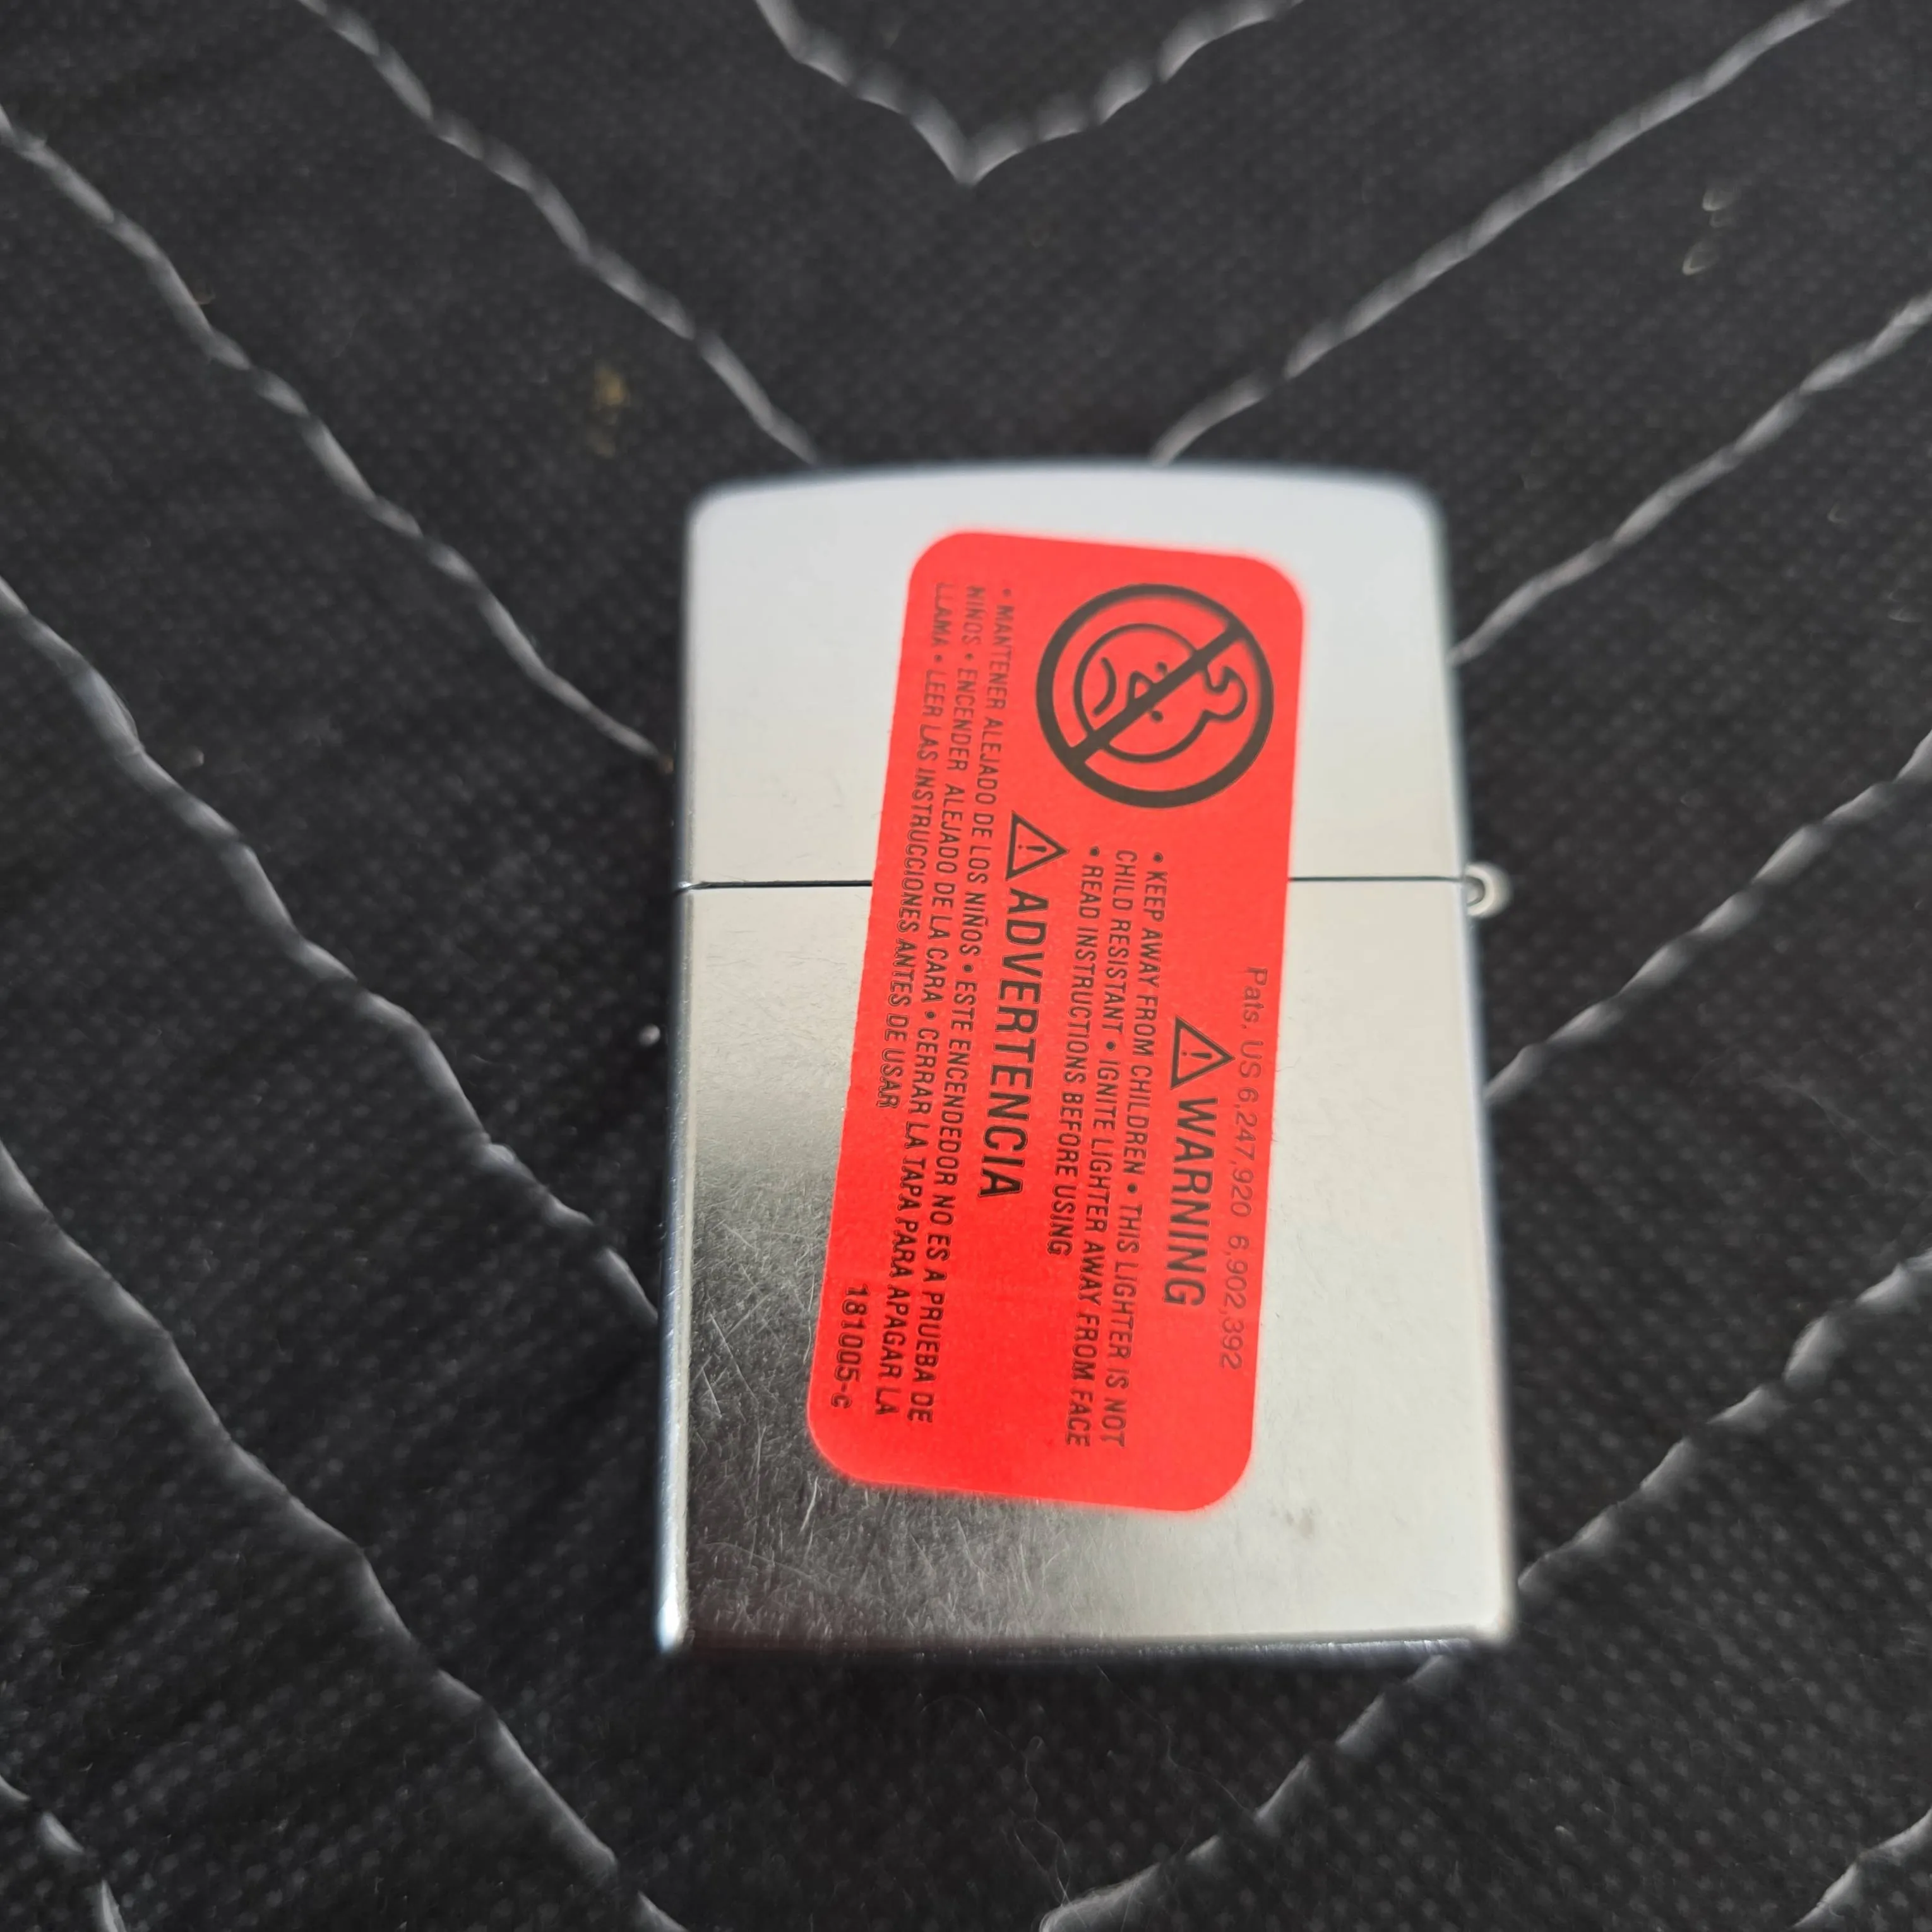 Pats. US 6,247,920 6,902,392
⚠ WARNING
• KEEP AWAY FROM CHILDREN • THIS LIGHTER IS NOT
CHILD RESISTANT • IGNITE LIGHTER AWAY FROM FACE
• READ INSTRUCTIONS BEFORE USING
⚠ ADVERTENCIA
• MANTENER ALEJADO DE LOS NIÑOS • ESTE ENCENDEDOR NO ES A PRUEBA DE
NIÑOS • ENCENDER ALEJADO DE LA CARA • CERRAR LA TAPA PARA APAGAR LA
LLAMA • LEER LAS INSTRUCCIONES ANTES DE USAR
181005-c